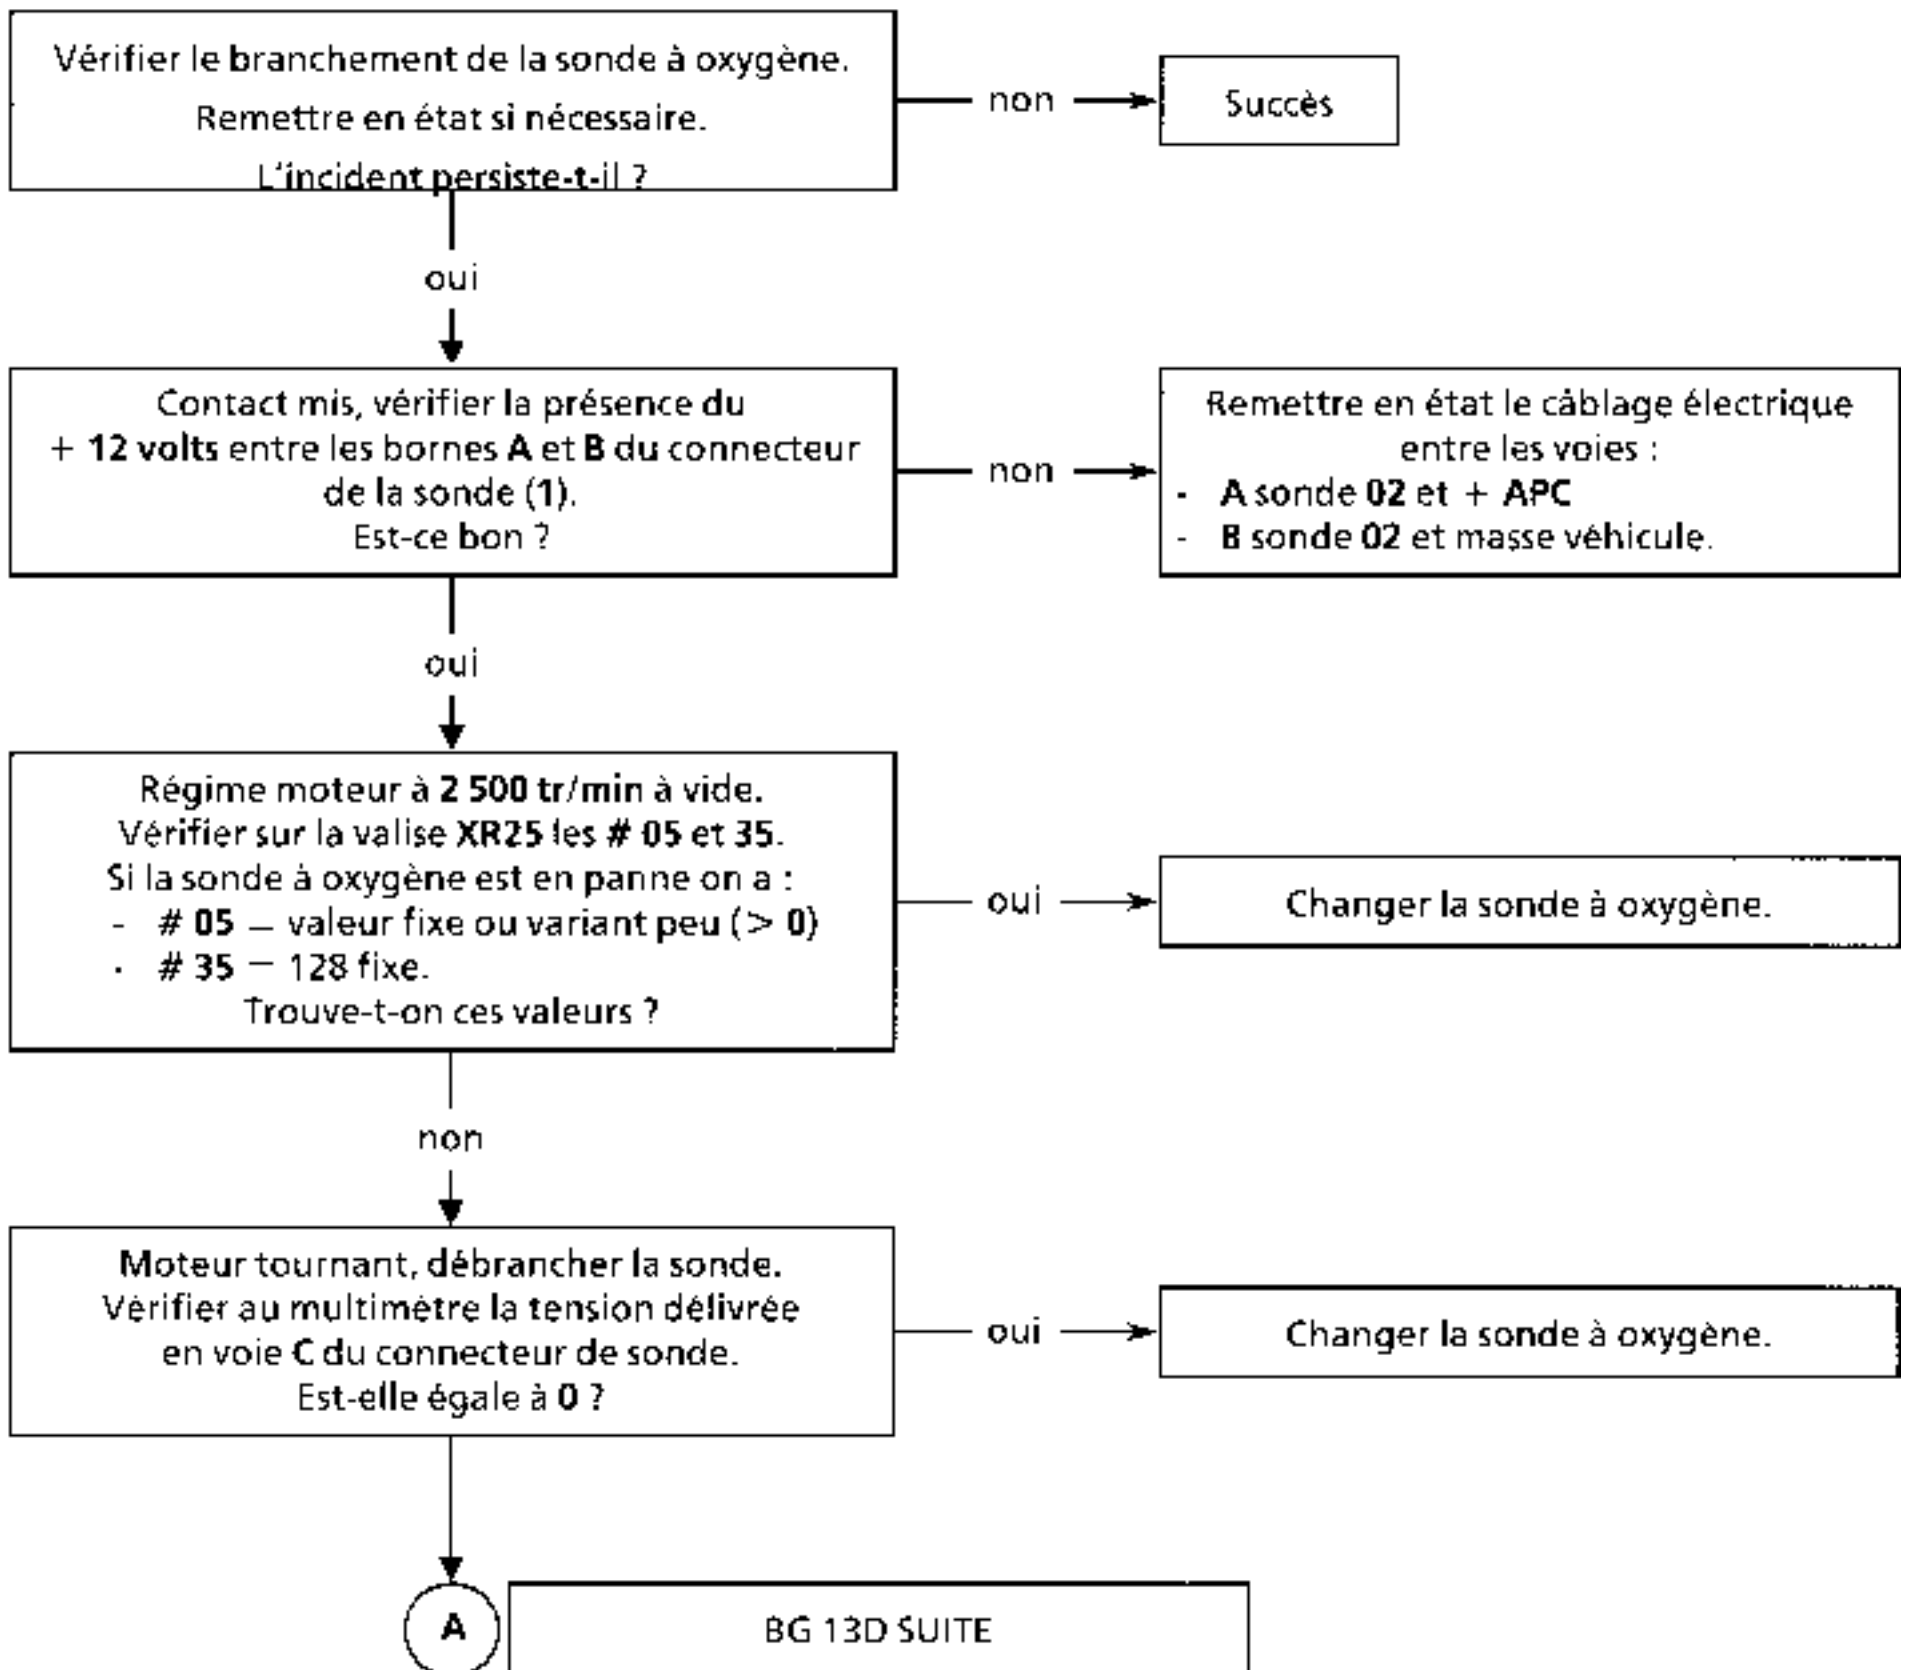 Vérifier le branchement de la sonde à oxygène.
Remettre en état si nécessaire.
L'incident persiste-t-il ?
non
Succès
oui
Contact mis, vérifier la présence du
+ 12 volts entre les bornes A et B du connecteur
de la sonde (1).
Est-ce bon ?
non
Remettre en état le câblage électrique
entre les voies :
- A sonde 02 et + APC
- B sonde 02 et masse véhicule.
oui
Régime moteur à 2 500 tr/min à vide.
Vérifier sur la valise XR25 les # 05 et 35.
Si la sonde à oxygène est en panne on a :
- # 05 = valeur fixe ou variant peu (> 0)
- # 35 = 128 fixe.
Trouve-t-on ces valeurs ?
oui
Changer la sonde à oxygène.
non
Moteur tournant, débrancher la sonde.
Vérifier au multimètre la tension délivrée
en voie C du connecteur de sonde.
Est-elle égale à 0 ?
oui
Changer la sonde à oxygène.
A
BG 13D SUITE